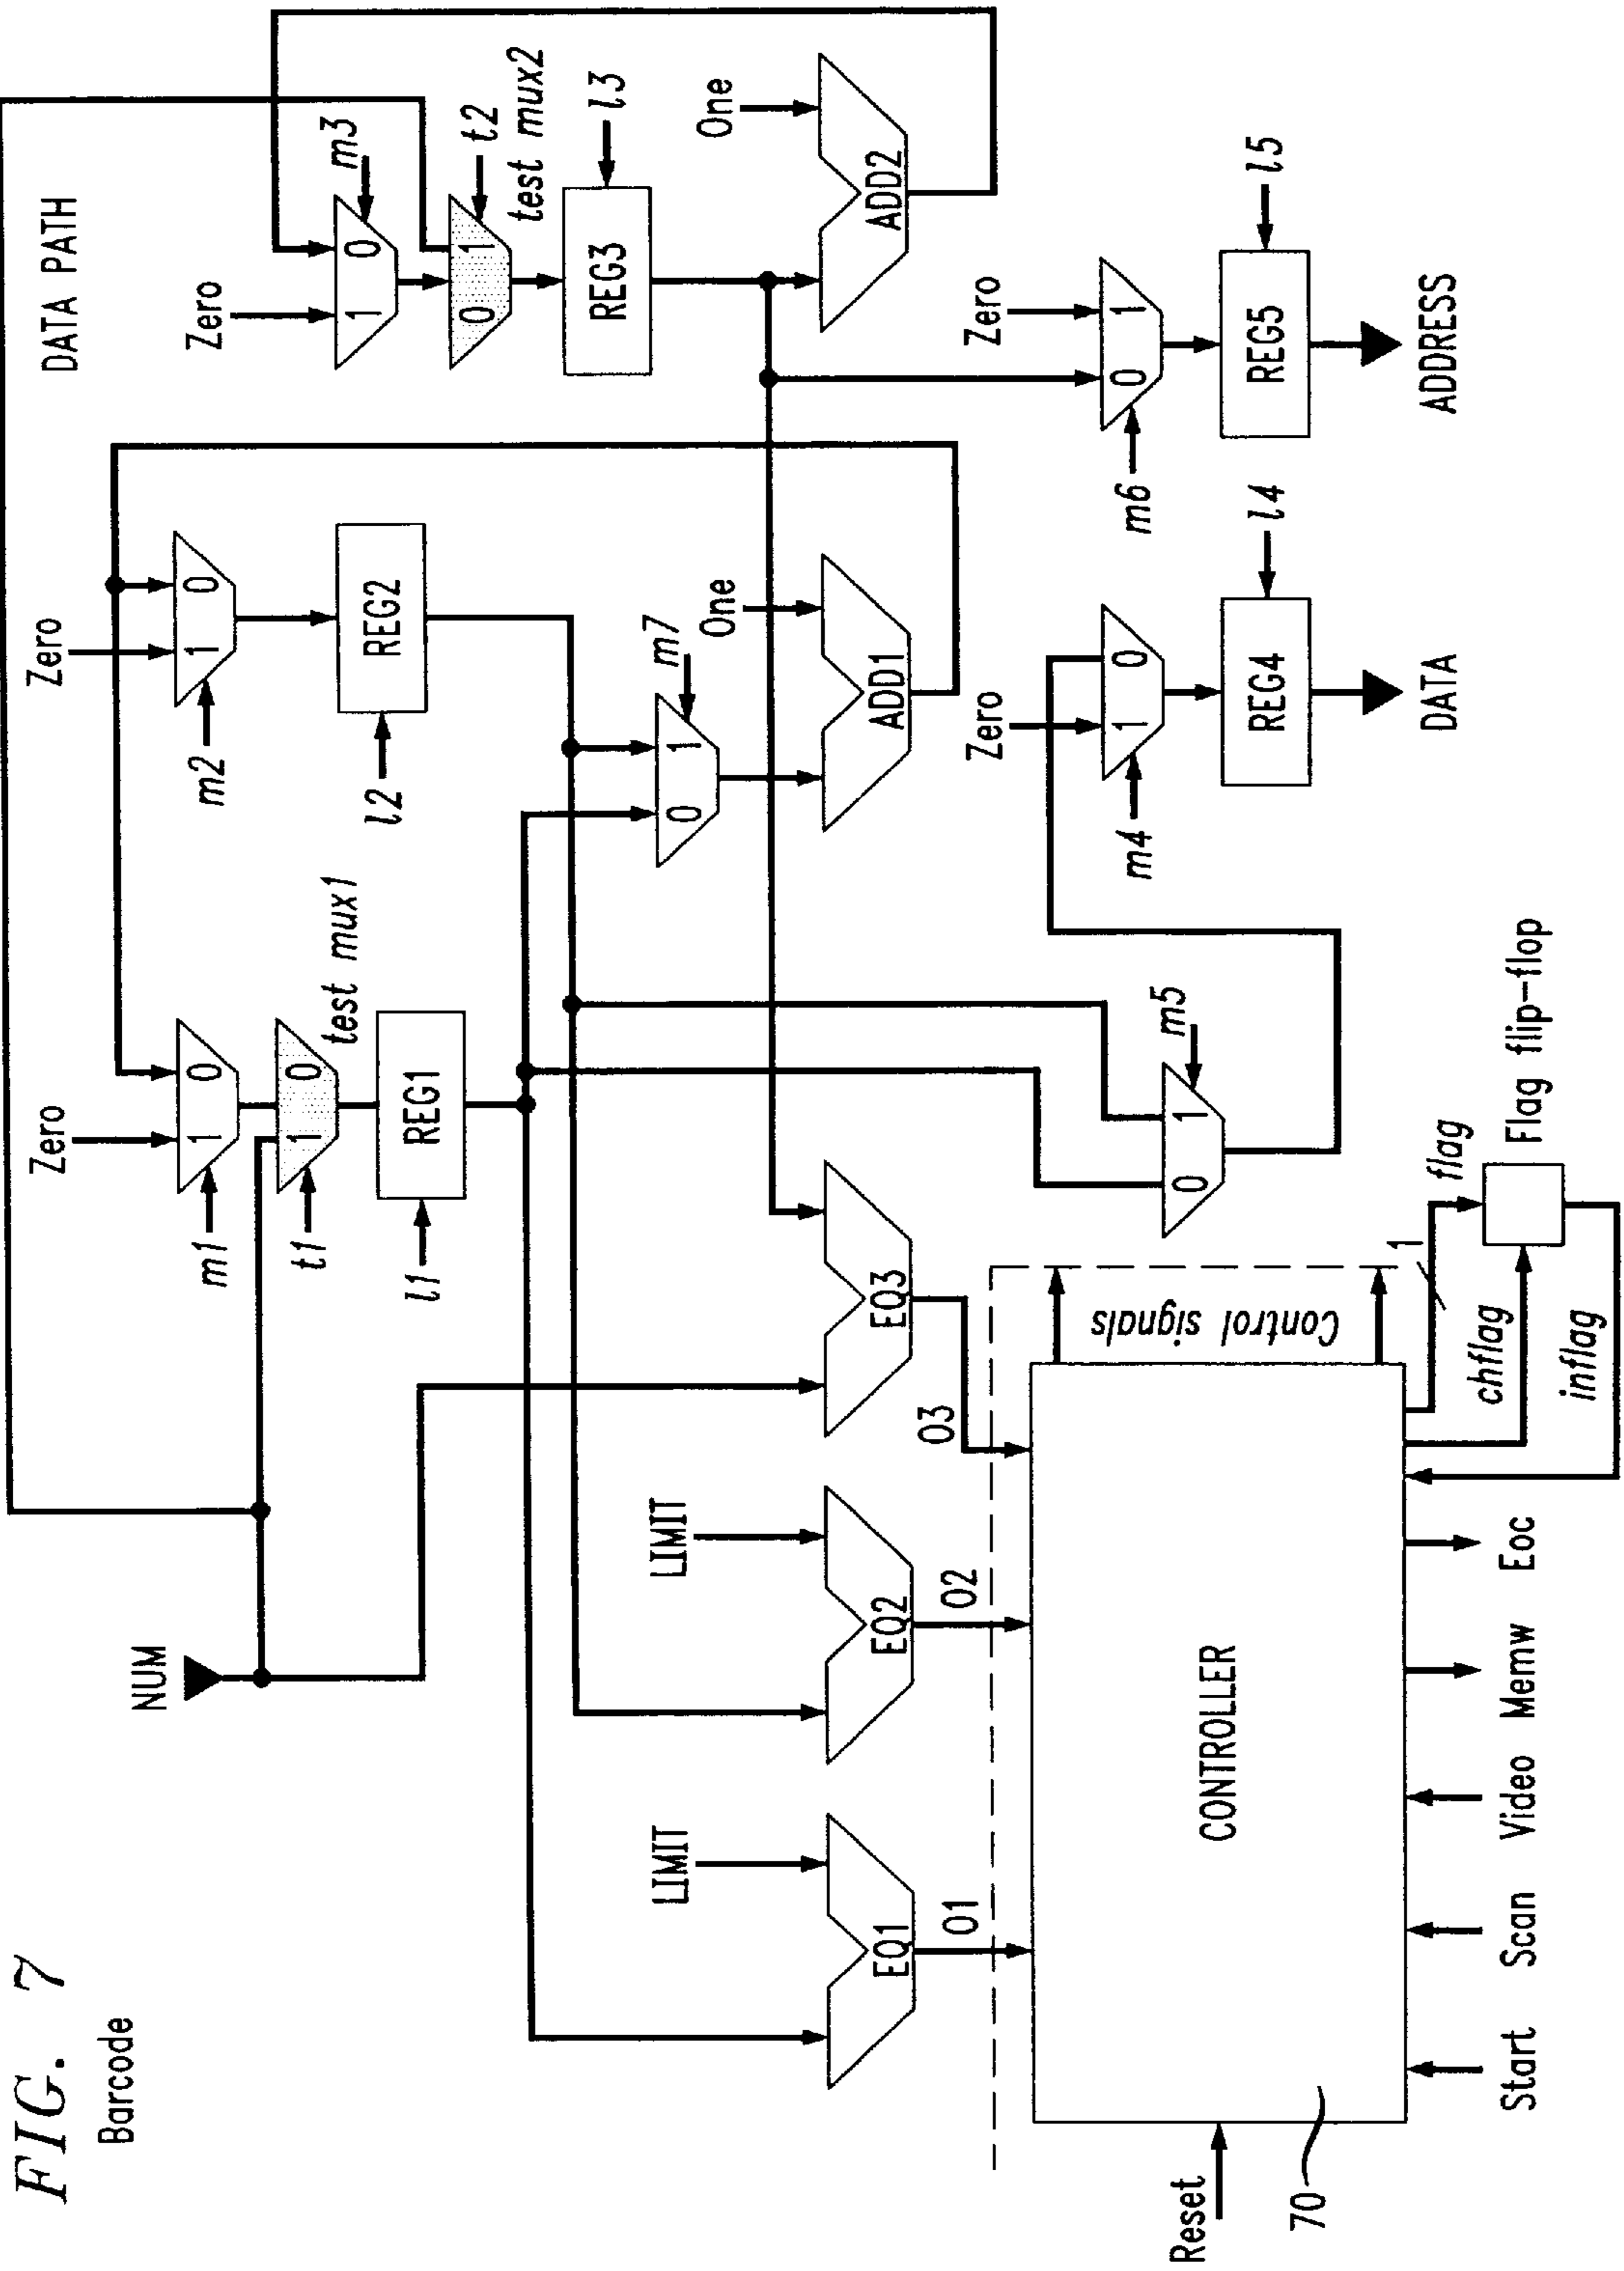 FIG. 7
Barcode
DATA PATH
NUM
Zero
m1
1 0
t1
1 0
test mux1
l1
REG1
Zero
m2
1 0
l2
REG2
Zero
1 0
m3
0 1
t2
test mux2
REG3
l3
0 1
m7
One
ADD1
One
ADD2
LIMIT
EQ1
O1
LIMIT
EQ2
O2
EQ3
O3
0 1
m5
Zero
m4
1 0
REG4
l4
DATA
Zero
m6
0 1
REG5
l5
ADDRESS
Control signals
CONTROLLER
Reset
70
1
flag
chflag
inflag
Flag flip-flop
Start Scan Video Memw Eoc